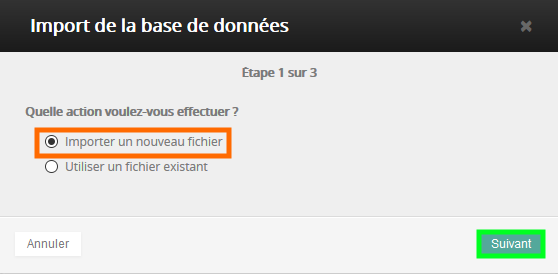 Import de la base de données
Étape 1 sur 3
Quelle action voulez-vous effectuer ?
Importer un nouveau fichier
Utiliser un fichier existant
Annuler
Suivant